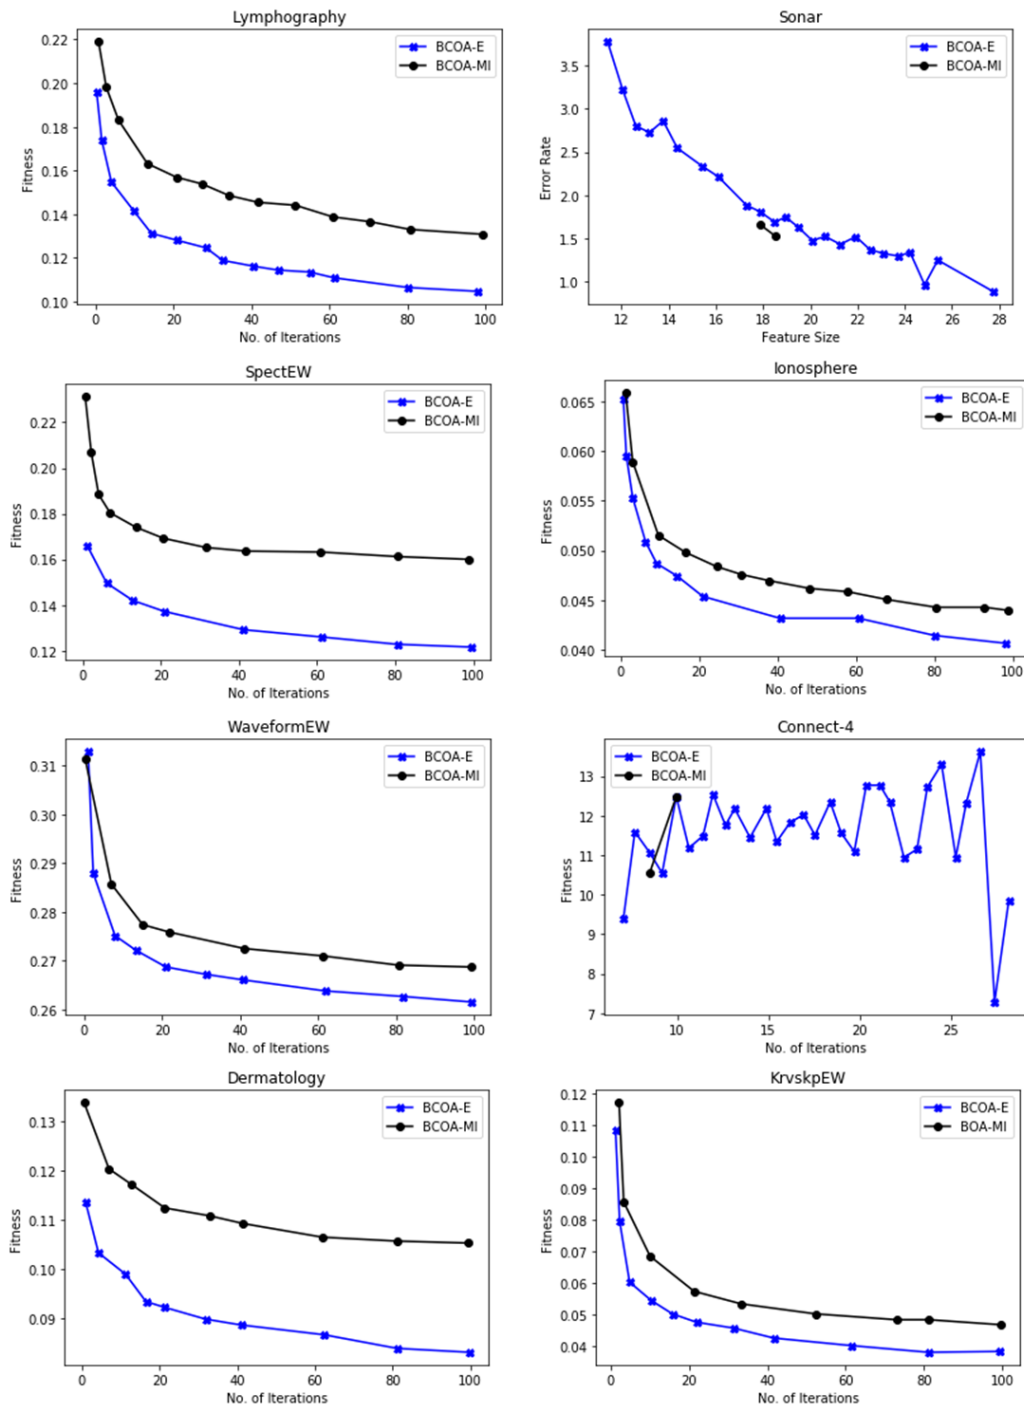 Lymphography
0.22
0.20
0.18
0.16
0.14
0.12
0.10
Fitness
BCOA-E
BCOA-MI
0 20 40 60 80 100
No. of Iterations
Sonar
3.5
3.0
2.5
2.0
1.5
1.0
Error Rate
BCOA-E
BCOA-MI
12 14 16 18 20 22 24 26 28
Feature Size
SpectEW
0.22
0.20
0.18
0.16
0.14
0.12
Fitness
BCOA-E
BCOA-MI
0 20 40 60 80 100
No. of Iterations
Ionosphere
0.065
0.060
0.055
0.050
0.045
0.040
Fitness
BCOA-E
BCOA-MI
0 20 40 60 80 100
No. of Iterations
WaveformEW
0.31
0.30
0.29
0.28
0.27
0.26
Fitness
BCOA-E
BCOA-MI
0 20 40 60 80 100
No. of Iterations
Connect-4
13
12
11
10
9
8
7
Fitness
BCOA-E
BCOA-MI
10 15 20 25
No. of Iterations
Dermatology
0.13
0.12
0.11
0.10
0.09
Fitness
BCOA-E
BCOA-MI
0 20 40 60 80 100
No. of Iterations
KrvskpEW
0.12
0.11
0.10
0.09
0.08
0.07
0.06
0.05
0.04
Fitness
BCOA-E
BOA-MI
0 20 40 60 80 100
No. of Iterations